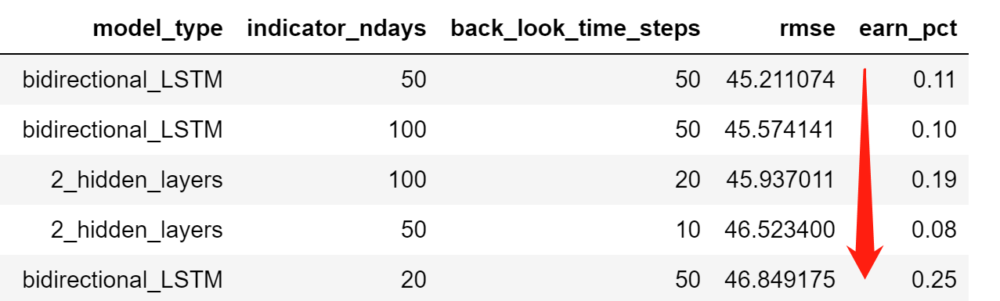 model_type indicator_ndays back_look_time_steps rmse earn_pct
bidirectional_LSTM 50 50 45.211074 0.11
bidirectional_LSTM 100 50 45.574141 0.10
2_hidden_layers 100 20 45.937011 0.19
2_hidden_layers 50 10 46.523400 0.08
bidirectional_LSTM 20 50 46.849175 0.25